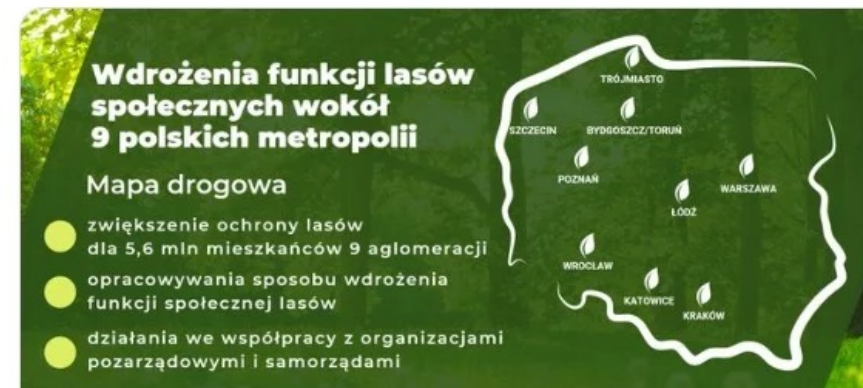 Wdrożenia funkcji lasów
społecznych wokół
9 polskich metropolii
Mapa drogowa
zwiększenie ochrony lasów
dla 5,6 mln mieszkańców 9 aglomeracji
opracowywania sposobu wdrożenia
funkcji społecznej lasów
działania we współpracy z organizacjami
pozarządowymi i samorządami
TRÓJMIASTO
SZCZECIN
BYDGOSZCZ/TORUŃ
POZNAŃ
WARSZAWA
ŁÓDŹ
WROCŁAW
KATOWICE
KRAKÓW